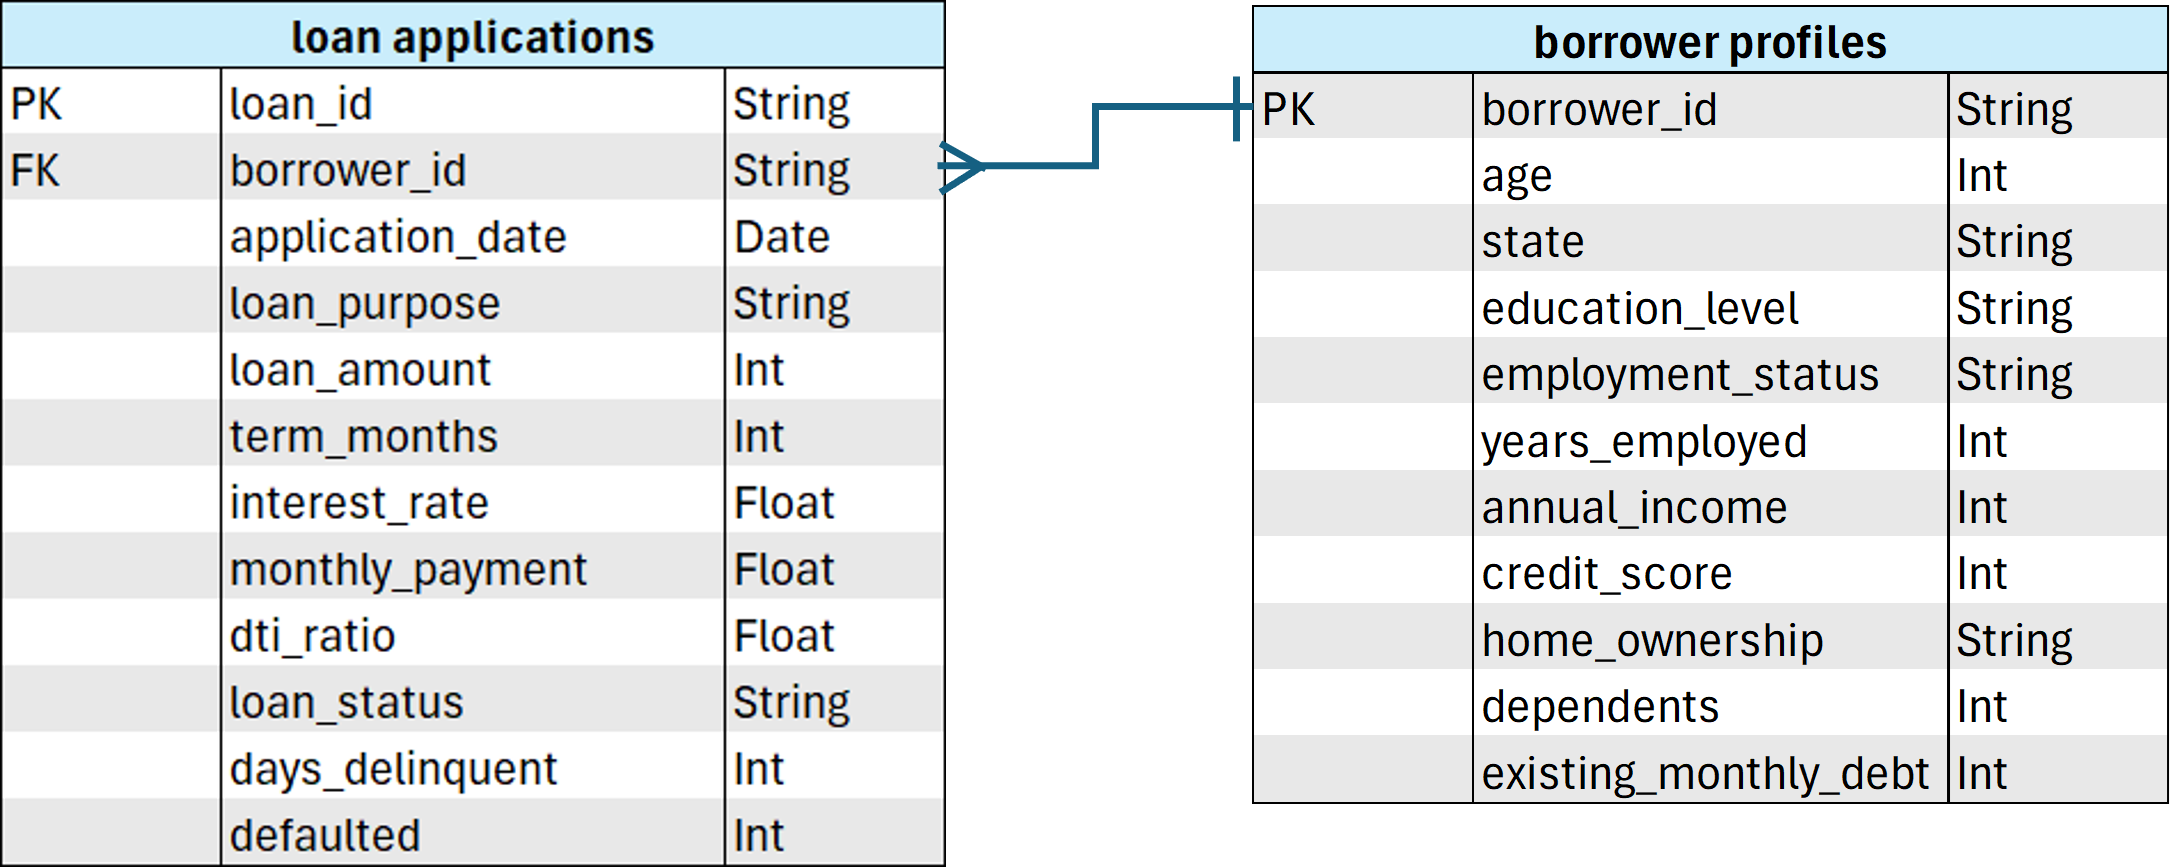 loan applications
PK loan_id String
FK borrower_id String
application_date Date
loan_purpose String
loan_amount Int
term_months Int
interest_rate Float
monthly_payment Float
dti_ratio Float
loan_status String
days_delinquent Int
defaulted Int
borrower profiles
PK borrower_id String
age Int
state String
education_level String
employment_status String
years_employed Int
annual_income Int
credit_score Int
home_ownership String
dependents Int
existing_monthly_debt Int